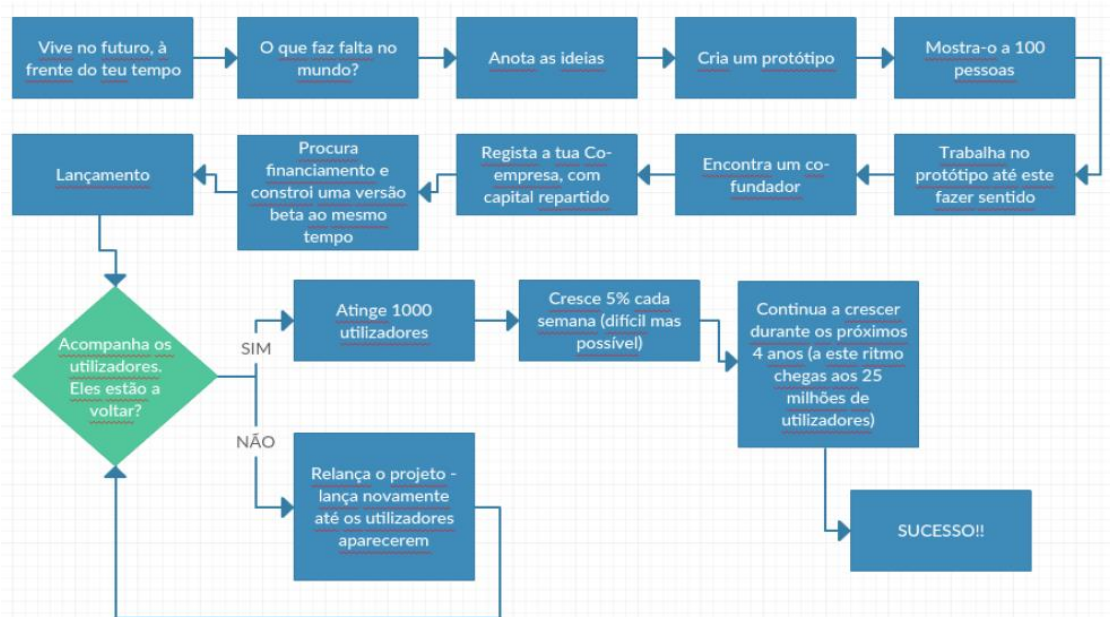 Vive no futuro, à
frente do teu tempo
O que faz falta no
mundo?
Anota as ideias
Cria um protótipo
Mostra-o a 100
pessoas
Trabalha no
protótipo até este
fazer sentido
Encontra um co-
fundador
Regista a tua Co-
empresa, com
capital repartido
Procura
financiamento e
constroi uma versão
beta ao mesmo
tempo
Lançamento
Acompanha os
utilizadores.
Eles estão a
voltar?
SIM
Atinge 1000
utilizadores
Cresce 5% cada
semana (difícil mas
possível)
Continua a crescer
durante os próximos
4 anos (a este ritmo
chegas aos 25
milhões de
utilizadores)
NÃO
Relança o projeto -
lança novamente
até os utilizadores
aparecerem
SUCESSO!!